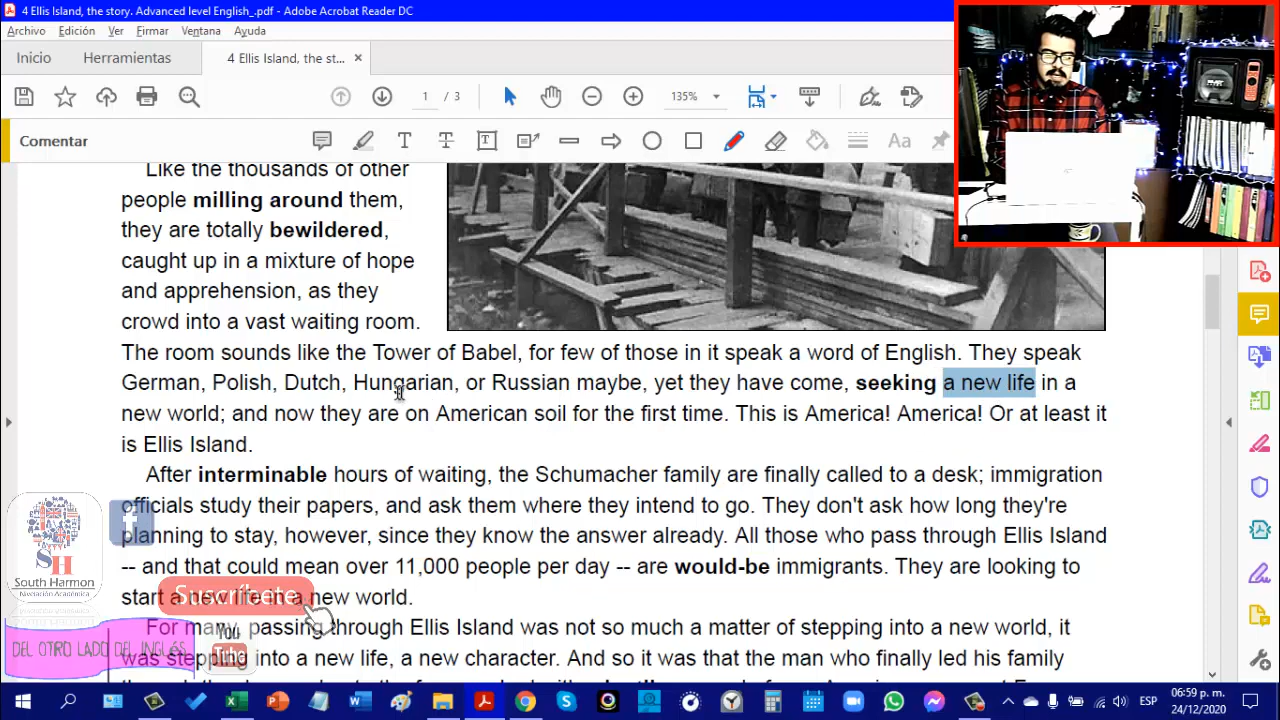 4 Ellis Island, the story. Advanced level English_.pdf - Adobe Acrobat Reader DC
Archivo Edición Ver Firmar Ventana Ayuda
Inicio Herramientas 4 Ellis Island, the st... ×
1 / 3 135%
Comentar
Aa
Like the thousands of other
people milling around them,
they are totally bewildered,
caught up in a mixture of hope
and apprehension, as they
crowd into a vast waiting room.
The room sounds like the Tower of Babel, for few of those in it speak a word of English. They speak
German, Polish, Dutch, Hungarian, or Russian maybe, yet they have come, seeking a new life in a
new world; and now they are on American soil for the first time. This is America! America! Or at least it
is Ellis Island.
After interminable hours of waiting, the Schumacher family are finally called to a desk; immigration
officials study their papers, and ask them where they intend to go. They don't ask how long they're
planning to stay, however, since they know the answer already. All those who pass through Ellis Island
-- and that could mean over 11,000 people per day -- are would-be immigrants. They are looking to
start a new life in a new world.
For many, passing through Ellis Island was not so much a matter of stepping into a new world, it
was stepping into a new life, a new character. And so it was that the man who finally led his family
SH
South Harmon
Nivelación Académica
f
Suscríbete
DEL OTRO LADO DEL INGLÉS
YOU
Tube
ESP
06:59 p. m.
24/12/2020